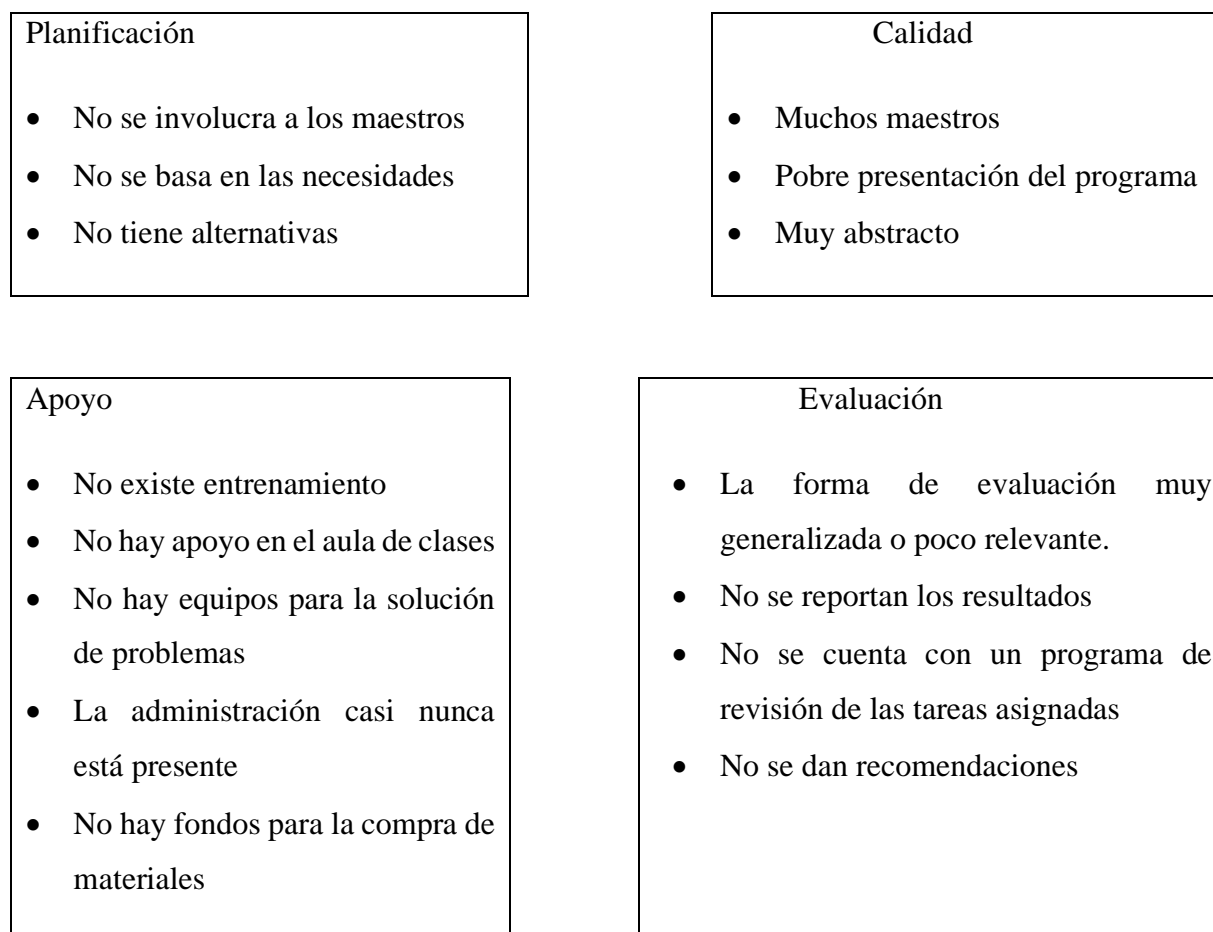 Planificación
• No se involucra a los maestros
• No se basa en las necesidades
• No tiene alternativas
Calidad
• Muchos maestros
• Pobre presentación del programa
• Muy abstracto
Apoyo
• No existe entrenamiento
• No hay apoyo en el aula de clases
• No hay equipos para la solución
de problemas
• La administración casi nunca
está presente
• No hay fondos para la compra de
materiales
Evaluación
• La forma de evaluación muy
generalizada o poco relevante.
• No se reportan los resultados
• No se cuenta con un programa de
revisión de las tareas asignadas
• No se dan recomendaciones